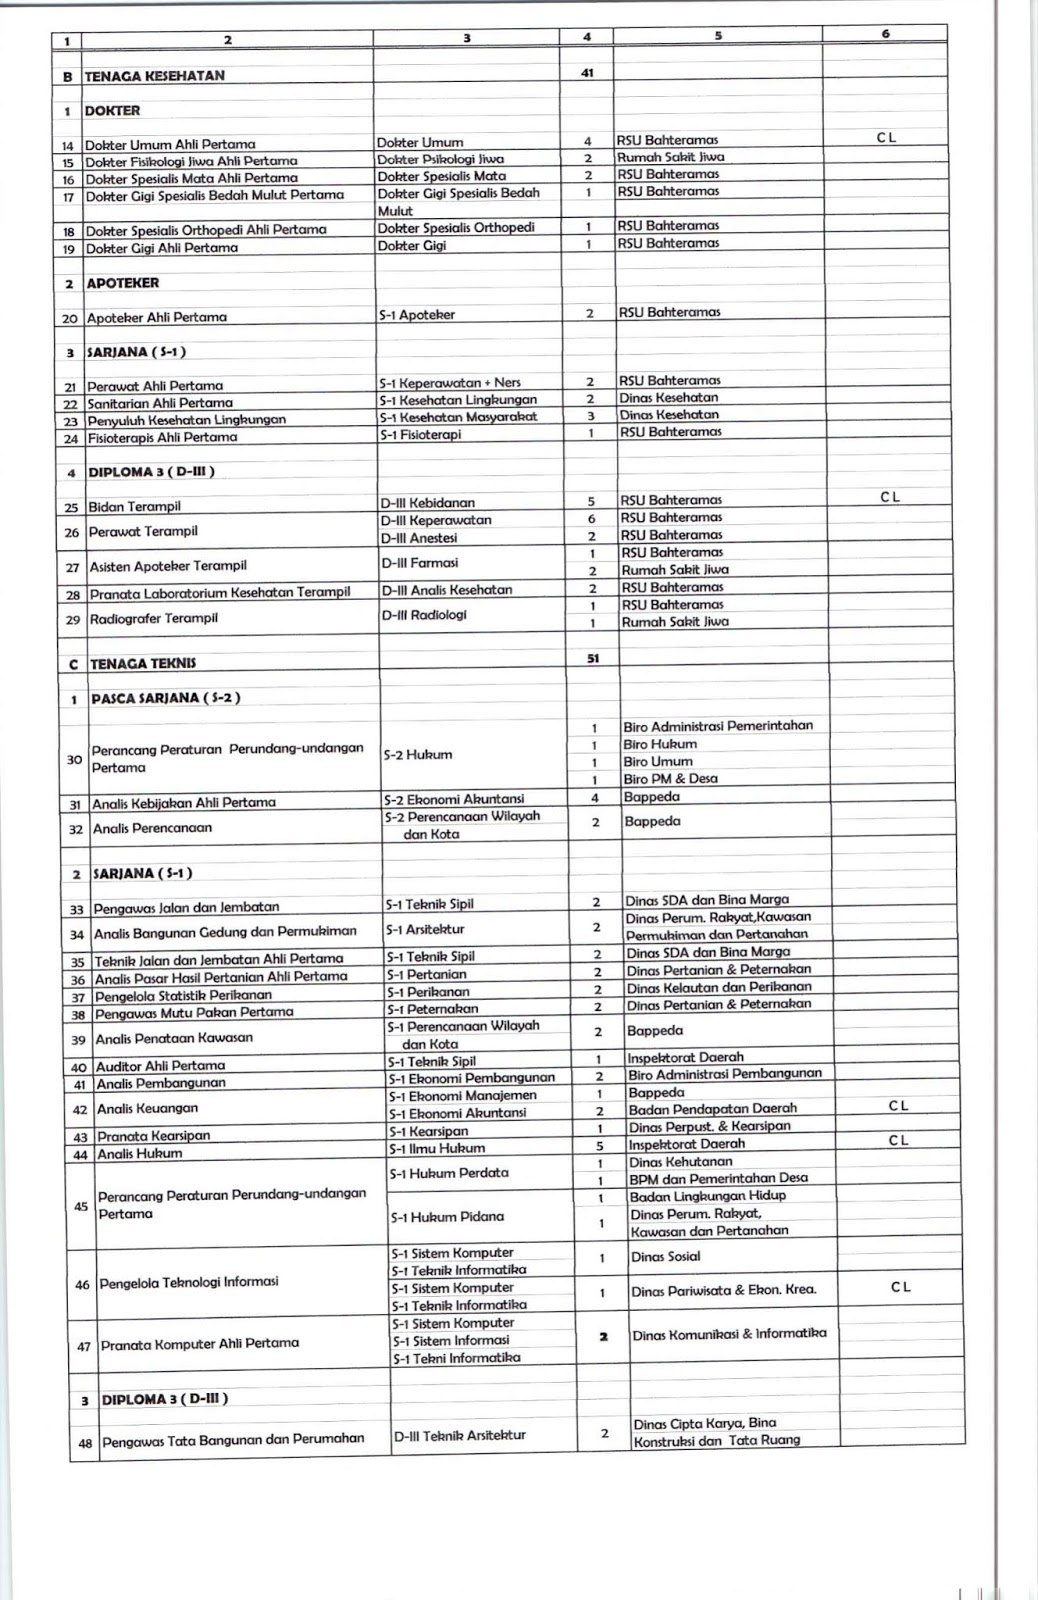 1 2 3 4 5 6
B TENAGA KESEHATAN 41
1 DOKTER
14 Dokter Umum Ahli Pertama Dokter Umum 4 RSU Bahteramas CL
15 Dokter Fisikologi Jiwa Ahli Pertama Dokter Psikologi Jiwa 2 Rumah Sakit Jiwa
16 Dokter Spesialis Mata Ahli Pertama Dokter Spesialis Mata 2 RSU Bahteramas
17 Dokter Gigi Spesialis Bedah Mulut Pertama Dokter Gigi Spesialis Bedah 1 RSU Bahteramas
Mulut
18 Dokter Spesialis Orthopedi Ahli Pertama Dokter Spesialis Orthopedi 1 RSU Bahteramas
19 Dokter Gigi Ahli Pertama Dokter Gigi 1 RSU Bahteramas
2 APOTEKER
20 Apoteker Ahli Pertama S-1 Apoteker 2 RSU Bahteramas
3 SARJANA ( S-1 )
21 Perawat Ahli Pertama S-1 Keperawatan + Ners 2 RSU Bahteramas
22 Sanitarian Ahli Pertama S-1 Kesehatan Lingkungan 2 Dinas Kesehatan
23 Penyuluh Kesehatan Lingkungan S-1 Kesehatan Masyarakat 3 Dinas Kesehatan
24 Fisioterapis Ahli Pertama S-1 Fisioterapi 1 RSU Bahteramas
4 DIPLOMA 3 ( D-III )
25 Bidan Terampil D-III Kebidanan 5 RSU Bahteramas CL
26 Perawat Terampil D-III Keperawatan 6 RSU Bahteramas
D-III Anestesi 2 RSU Bahteramas
27 Asisten Apoteker Terampil D-III Farmasi 1 RSU Bahteramas
2 Rumah Sakit Jiwa
28 Pranata Laboratorium Kesehatan Terampil D-III Analis Kesehatan 2 RSU Bahteramas
29 Radiografer Terampil D-III Radiologi 1 RSU Bahteramas
1 Rumah Sakit Jiwa
C TENAGA TEKNIS 51
1 PASCA SARJANA ( S-2 )
30 Perancang Peraturan Perundang-undangan Pertama S-2 Hukum 1 Biro Administrasi Pemerintahan
1 Biro Hukum
1 Biro Umum
1 Biro PM & Desa
31 Analis Kebijakan Ahli Pertama S-2 Ekonomi Akuntansi 4 Bappeda
32 Analis Perencanaan S-2 Perencanaan Wilayah 2 Bappeda
dan Kota
2 SARJANA ( S-1 )
33 Pengawas Jalan dan Jembatan S-1 Teknik Sipil 2 Dinas SDA dan Bina Marga
34 Analis Bangunan Gedung dan Permukiman S-1 Arsitektur 2 Dinas Perum. Rakyat,Kawasan
Permukiman dan Pertanahan
35 Teknik Jalan dan Jembatan Ahli Pertama S-1 Teknik Sipil 2 Dinas SDA dan Bina Marga
36 Analis Pasar Hasil Pertanian Ahli Pertama S-1 Pertanian 2 Dinas Pertanian & Peternakan
37 Pengelola Statistik Perikanan S-1 Perikanan 2 Dinas Kelautan dan Perikanan
38 Pengawas Mutu Pakan Pertama S-1 Peternakan 2 Dinas Pertanian & Peternakan
39 Analis Penataan Kawasan S-1 Perencanaan Wilayah 2 Bappeda
dan Kota
40 Auditor Ahli Pertama S-1 Teknik Sipil 1 Inspektorat Daerah
41 Analis Pembangunan S-1 Ekonomi Pembangunan 2 Biro Administrasi Pembangunan
42 Analis Keuangan S-1 Ekonomi Manajemen 1 Bappeda
S-1 Ekonomi Akuntansi 2 Badan Pendapatan Daerah CL
43 Pranata Kearsipan S-1 Kearsipan 1 Dinas Perpust. & Kearsipan
44 Analis Hukum S-1 Ilmu Hukum 5 Inspektorat Daerah CL
45 Perancang Peraturan Perundang-undangan Pertama S-1 Hukum Perdata 1 Dinas Kehutanan
1 BPM dan Pemerintahan Desa
S-1 Hukum Pidana 1 Badan Lingkungan Hidup
1 Dinas Perum. Rakyat,
Kawasan dan Pertanahan
46 Pengelola Teknologi Informasi S-1 Sistem Komputer 1 Dinas Sosial
S-1 Teknik Informatika
S-1 Sistem Komputer 1 Dinas Pariwisata & Ekon. Krea. CL
S-1 Teknik Informatika
47 Pranata Komputer Ahli Pertama S-1 Sistem Komputer 2 Dinas Komunikasi & Informatika
S-1 Sistem Informasi
S-1 Tekni Informatika
3 DIPLOMA 3 ( D-III )
48 Pengawas Tata Bangunan dan Perumahan D-III Teknik Arsitektur 2 Dinas Cipta Karya, Bina
Konstruksi dan Tata Ruang